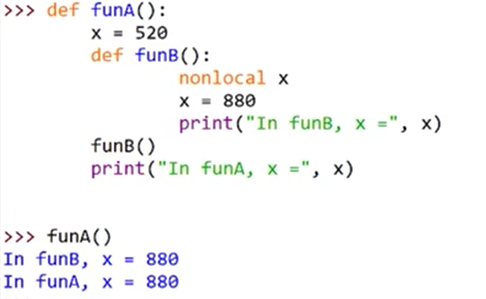 >>> def funA():
        x = 520
        def funB():
                nonlocal x
                x = 880
                print("In funB, x =", x)
        funB()
        print("In funA, x =", x)
>>> funA()
In funB, x = 880
In funA, x = 880